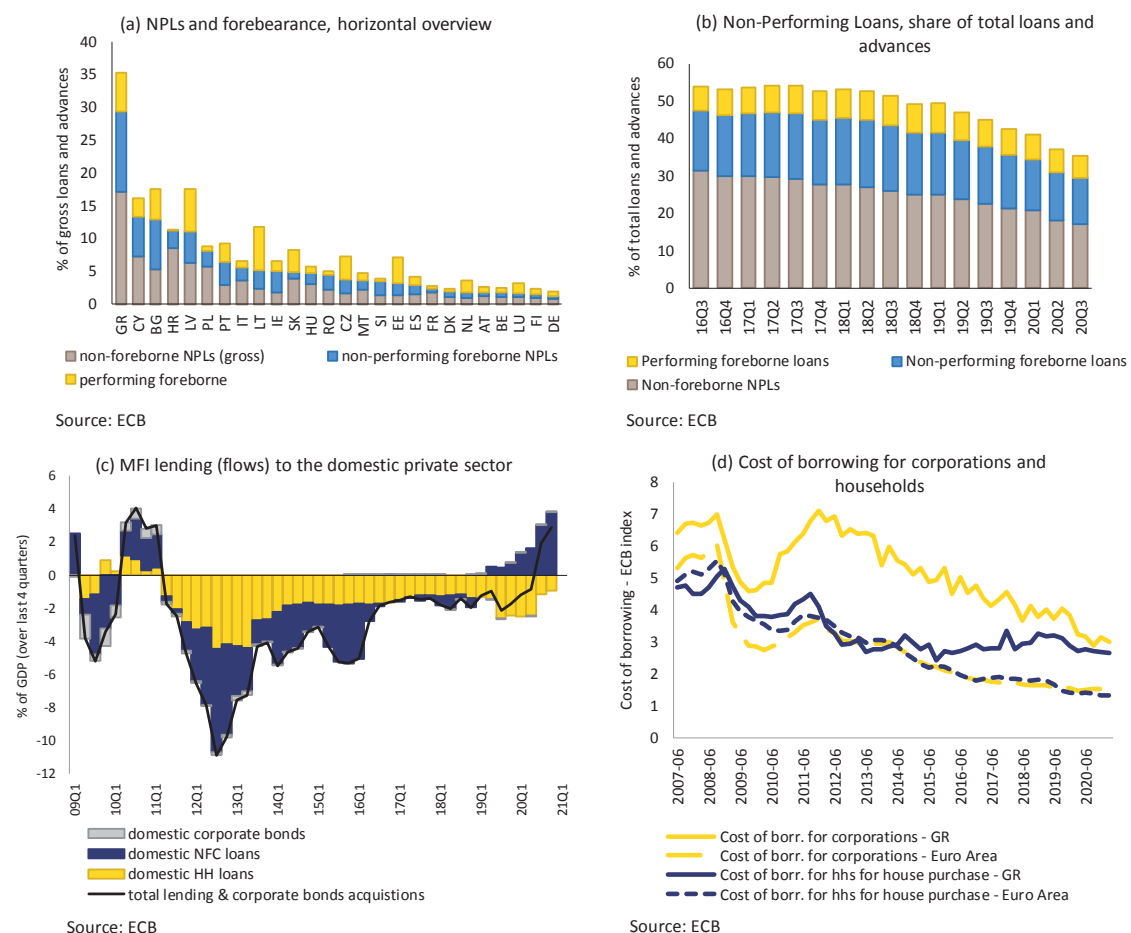 (a) NPLs and forebearance, horizontal overview
% of gross loans and advances
40
35
30
25
20
15
10
5
0
GR CY BG HR LV PL PT IT LT IE SK HU RO CZ MT SI EE ES FR DK NL AT BE LU FI DE
non-foreborne NPLs (gross)
non-performing foreborne NPLs
performing foreborne
Source: ECB
(b) Non-Performing Loans, share of total loans and
advances
% of total loans and advances
60
50
40
30
20
10
0
16Q3 16Q4 17Q1 17Q2 17Q3 17Q4 18Q1 18Q2 18Q3 18Q4 19Q1 19Q2 19Q3 19Q4 20Q1 20Q2 20Q3
Performing foreborne loans
Non-performing foreborne loans
Non-foreborne NPLs
Source: ECB
(c) MFI lending (flows) to the domestic private sector
% of GDP (over last 4 quarters)
6
4
2
0
-2
-4
-6
-8
-10
-12
09Q1 10Q1 11Q1 12Q1 13Q1 14Q1 15Q1 16Q1 17Q1 18Q1 19Q1 20Q1 21Q1
domestic corporate bonds
domestic NFC loans
domestic HH loans
total lending & corporate bonds acquistions
Source: ECB
(d) Cost of borrowing for corporations and
households
Cost of borrowing - ECB index
8
7
6
5
4
3
2
1
0
2007-06 2008-06 2009-06 2010-06 2011-06 2012-06 2013-06 2014-06 2015-06 2016-06 2017-06 2018-06 2019-06 2020-06
Cost of borr. for corporations - GR
Cost of borr. for corporations - Euro Area
Cost of borr. for hhs for house purchase - GR
Cost of borr. for hhs for house purchase - Euro Area
Source: ECB